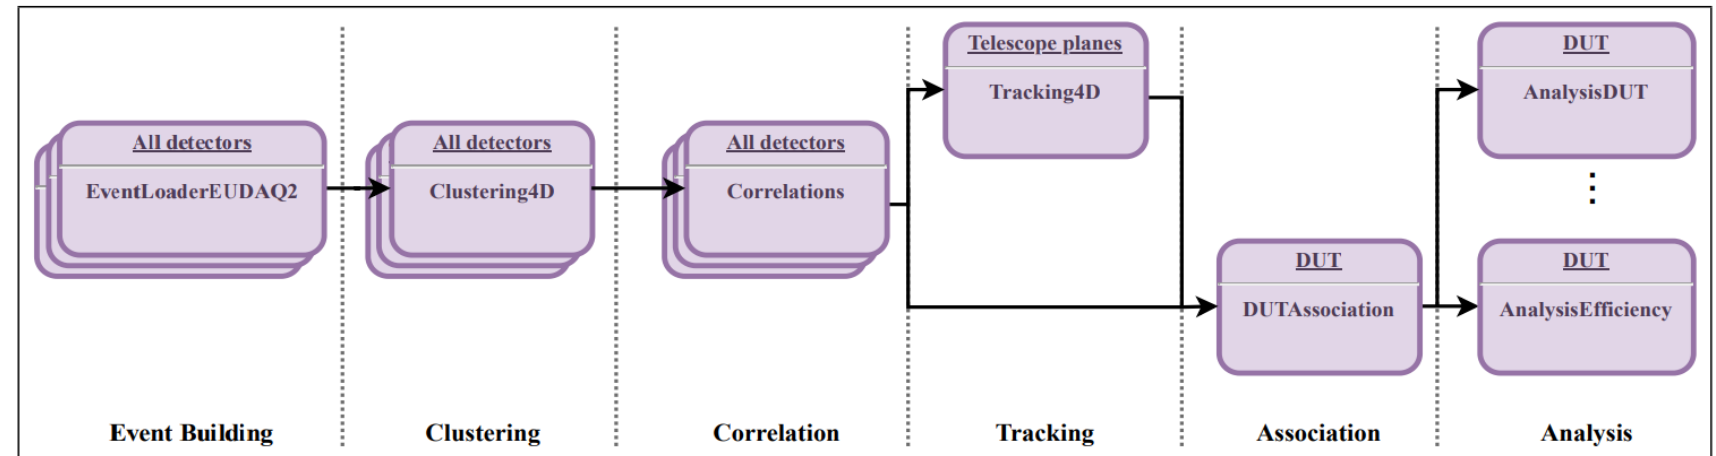 All detectors
EventLoaderEUDAQ2
Event Building
All detectors
Clustering4D
Clustering
All detectors
Correlations
Correlation
Telescope planes
Tracking4D
Tracking
DUT
DUTAssociation
Association
DUT
AnalysisDUT
⋮
DUT
AnalysisEfficiency
Analysis